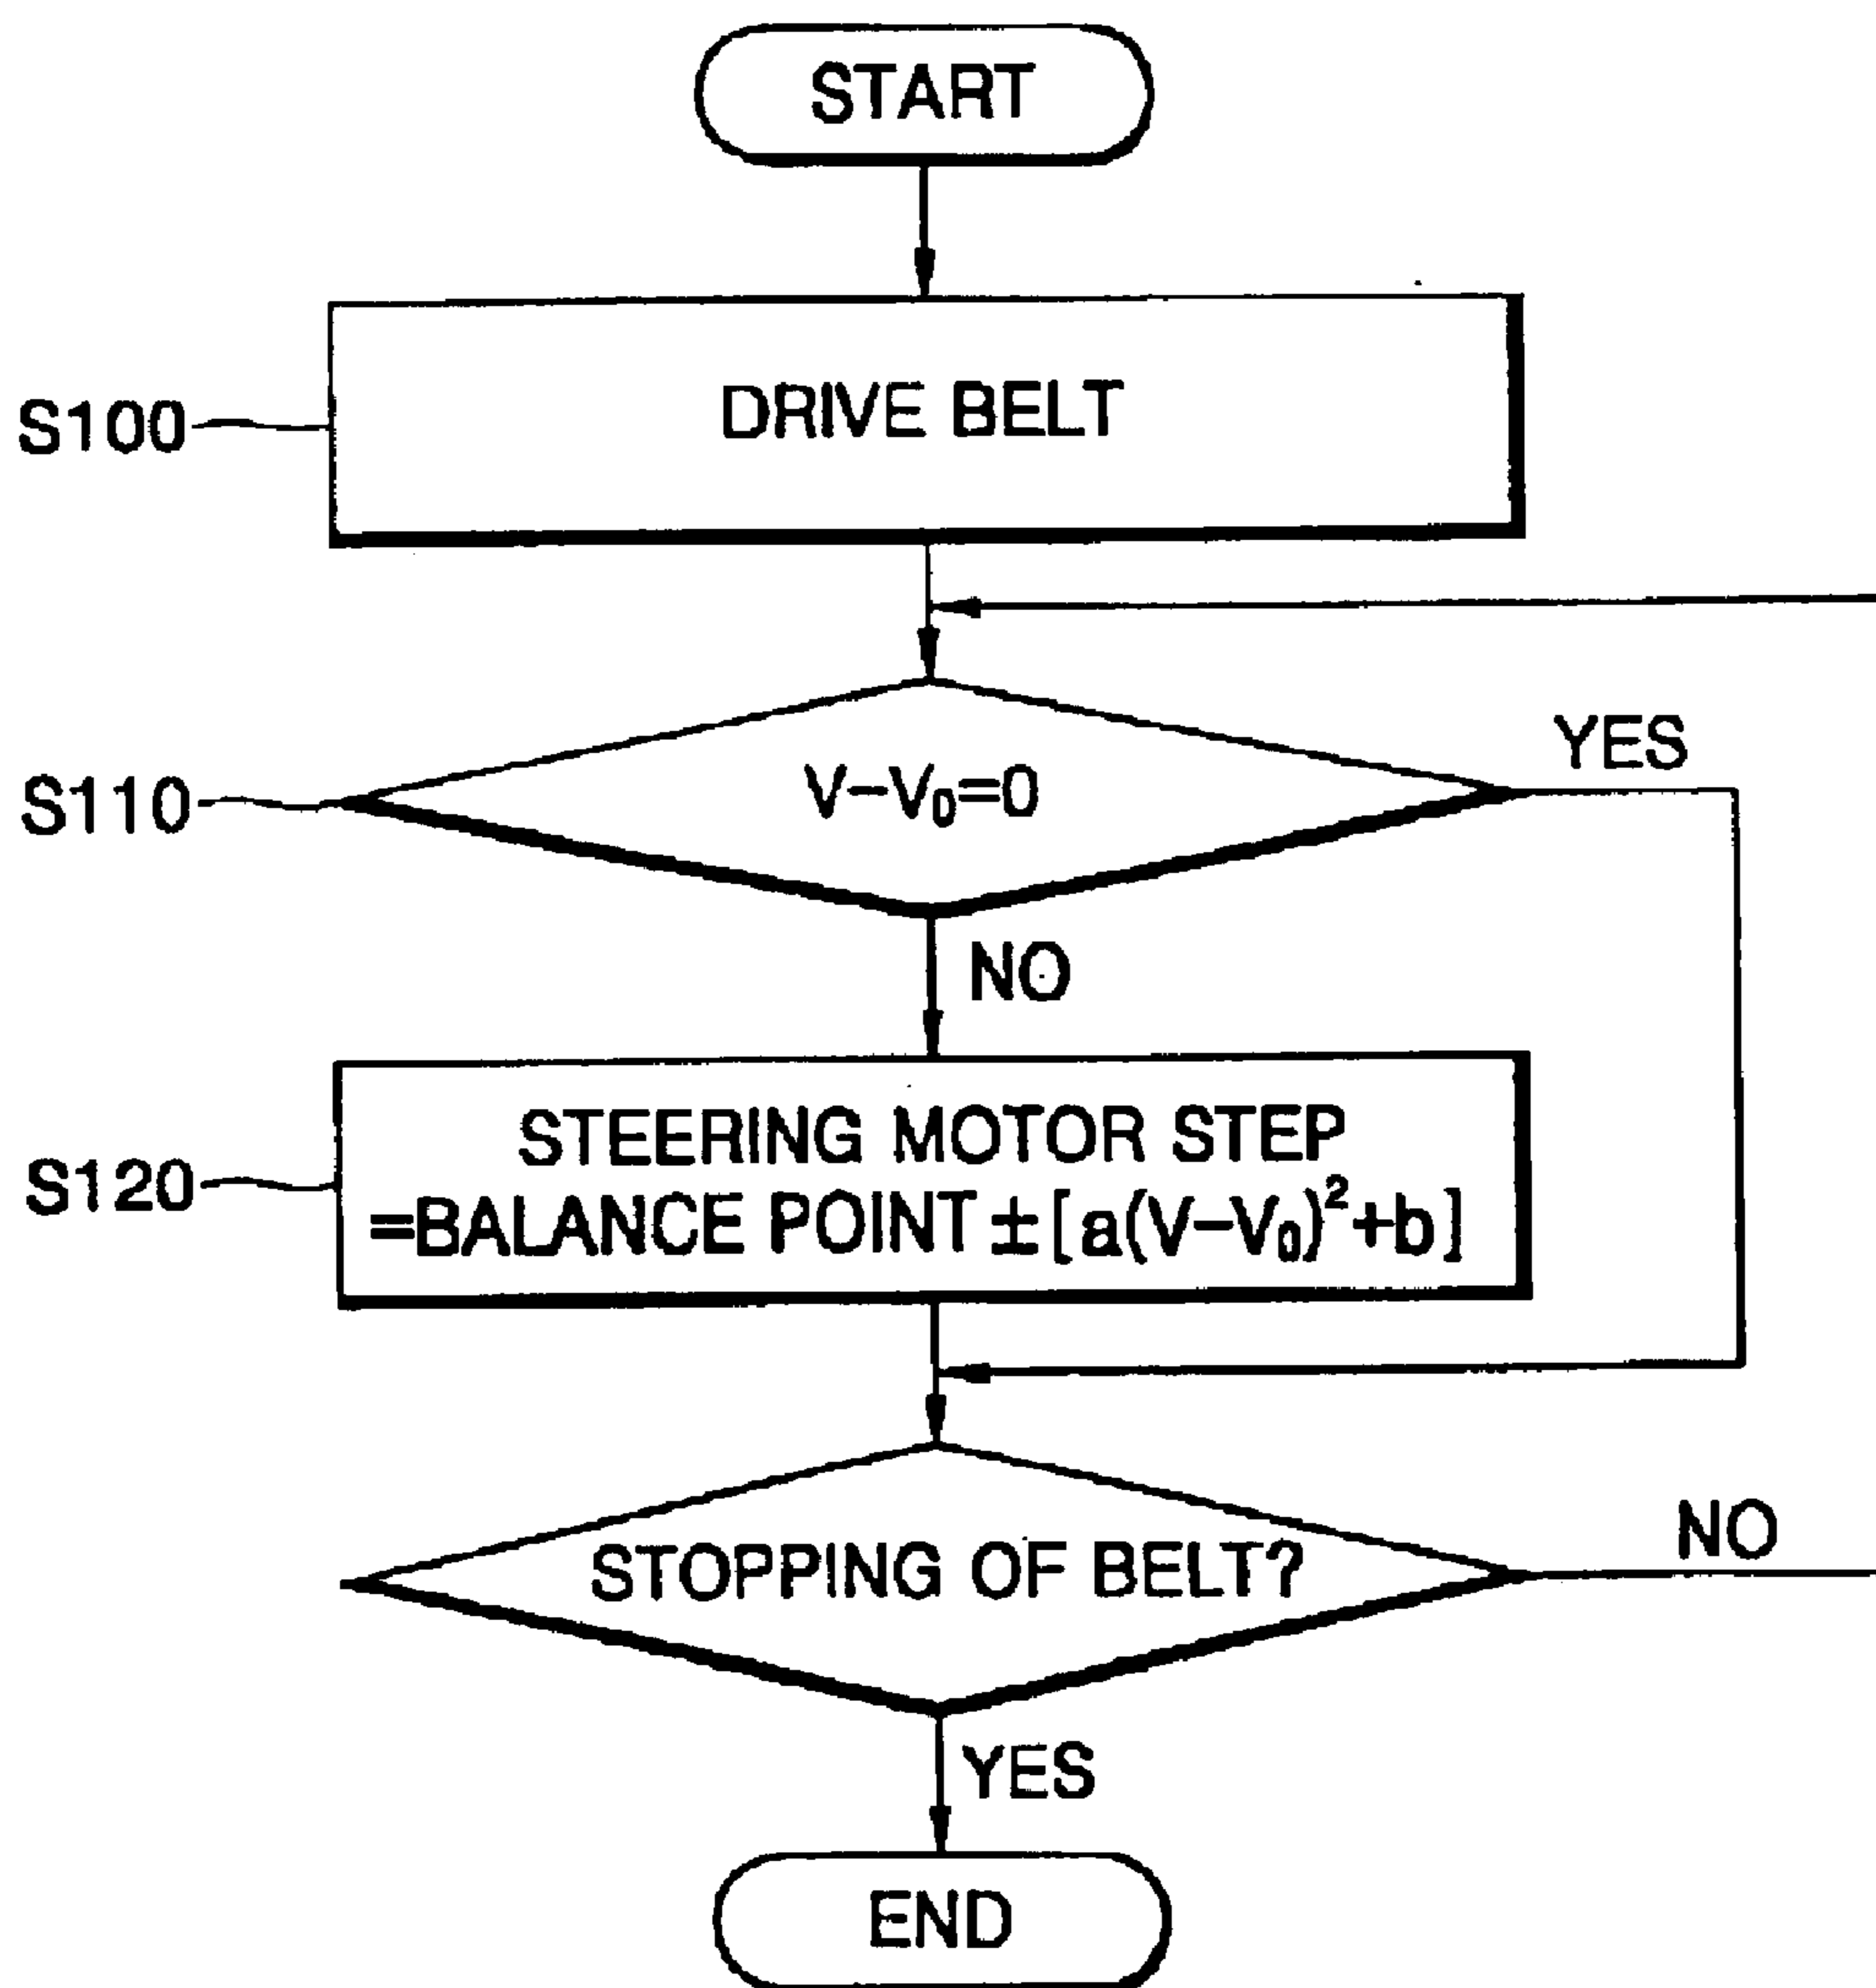 START
S100
DRIVE BELT
S110
V−V₀=0
YES
NO
S120
STEERING MOTOR STEP
=BALANCE POINT±[a(V−V₀)²+b]
STOPPING OF BELT?
NO
YES
END